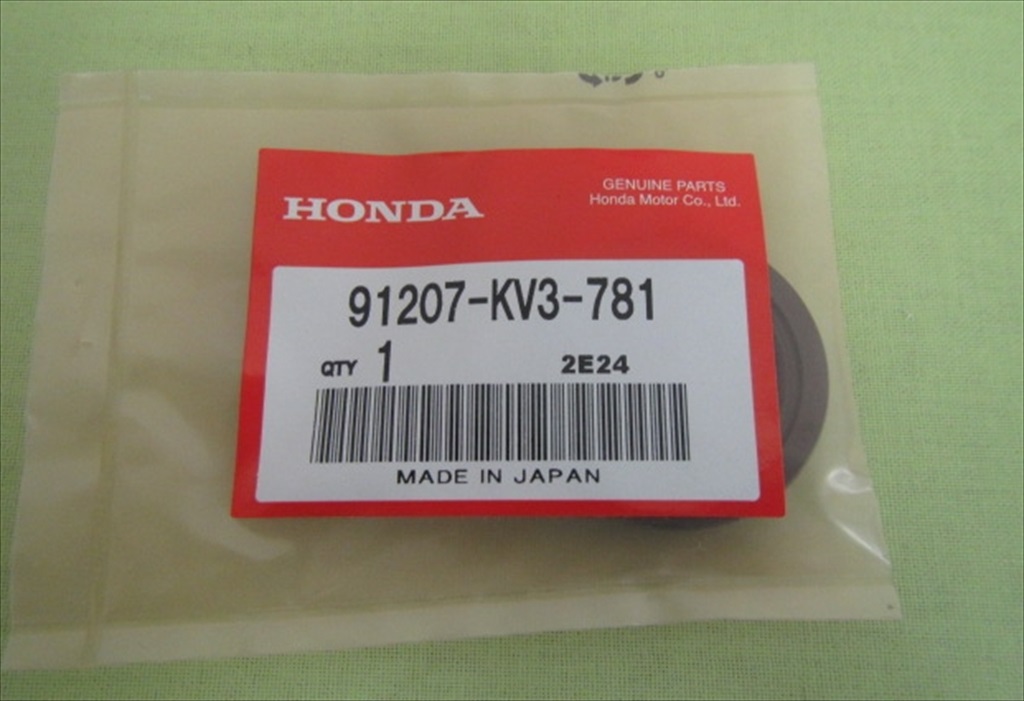 HONDA
GENUINE PARTS
Honda Motor Co., Ltd.
91207-KV3-781
QTY 1 2E24
MADE IN JAPAN